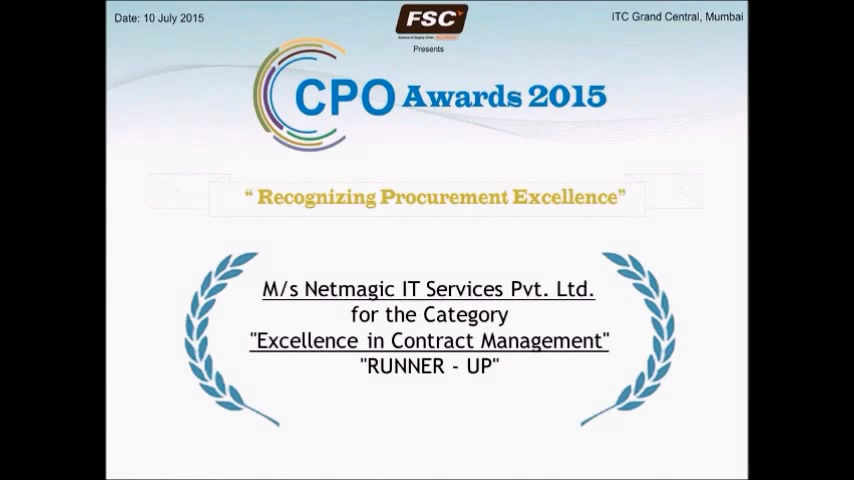 Date: 10 July 2015
FSC
ITC Grand Central, Mumbai
Presents
CPO Awards 2015
“ Recognizing Procurement Excellence”
M/s Netmagic IT Services Pvt. Ltd.
for the Category
"Excellence in Contract Management"
"RUNNER - UP"